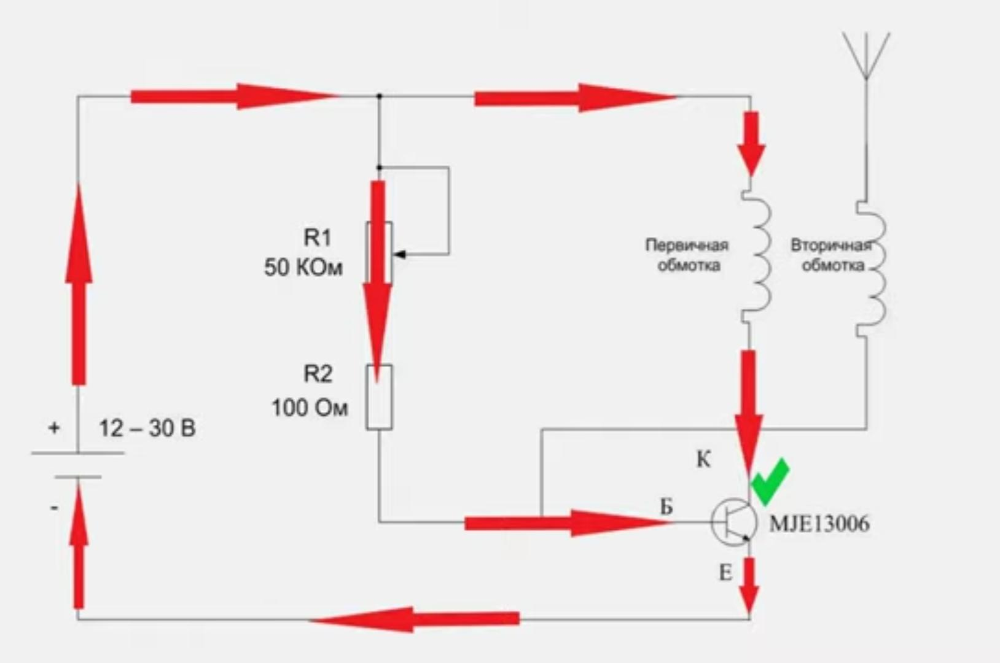 R1
50 КОм
Первичная
обмотка
Вторичная
обмотка
R2
100 Ом
+
12 – 30 В
-
К
Б
MJE13006
Е